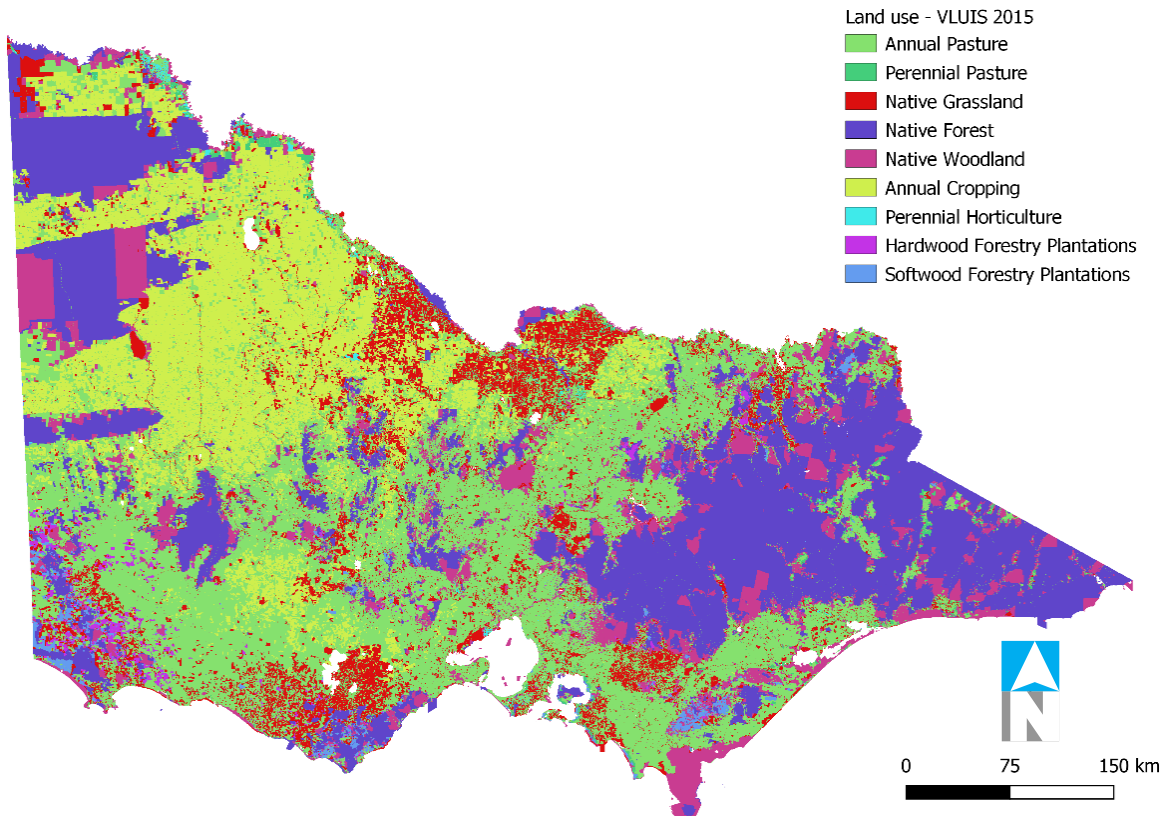 Land use - VLUIS 2015
Annual Pasture
Perennial Pasture
Native Grassland
Native Forest
Native Woodland
Annual Cropping
Perennial Horticulture
Hardwood Forestry Plantations
Softwood Forestry Plantations
N
0 75 150 km